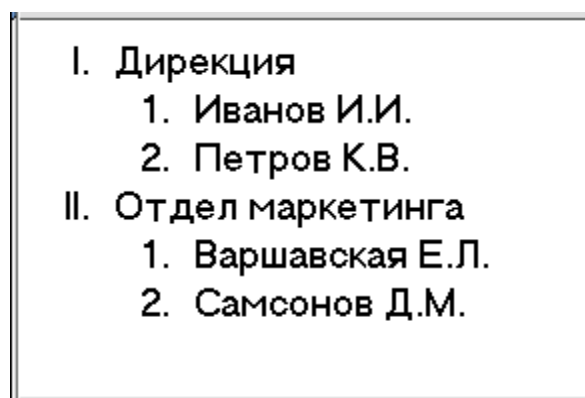 I. Дирекция
1. Иванов И.И.
2. Петров К.В.
II. Отдел маркетинга
1. Варшавская Е.Л.
2. Самсонов Д.М.